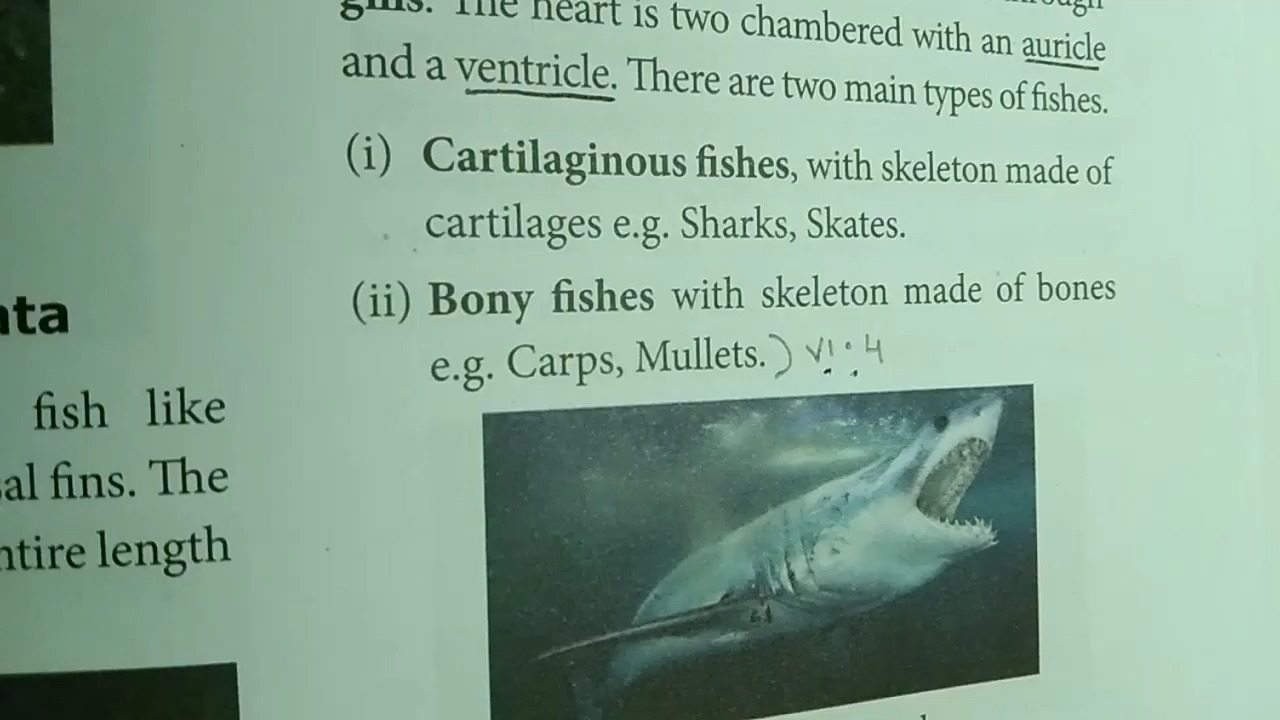 ata
fish like
al fins. The
ntire length
gills. The heart is two chambered with an auricle
and a ventricle. There are two main types of fishes.
(i) Cartilaginous fishes, with skeleton made of
cartilages e.g. Sharks, Skates.
(ii) Bony fishes with skeleton made of bones
e.g. Carps, Mullets.)